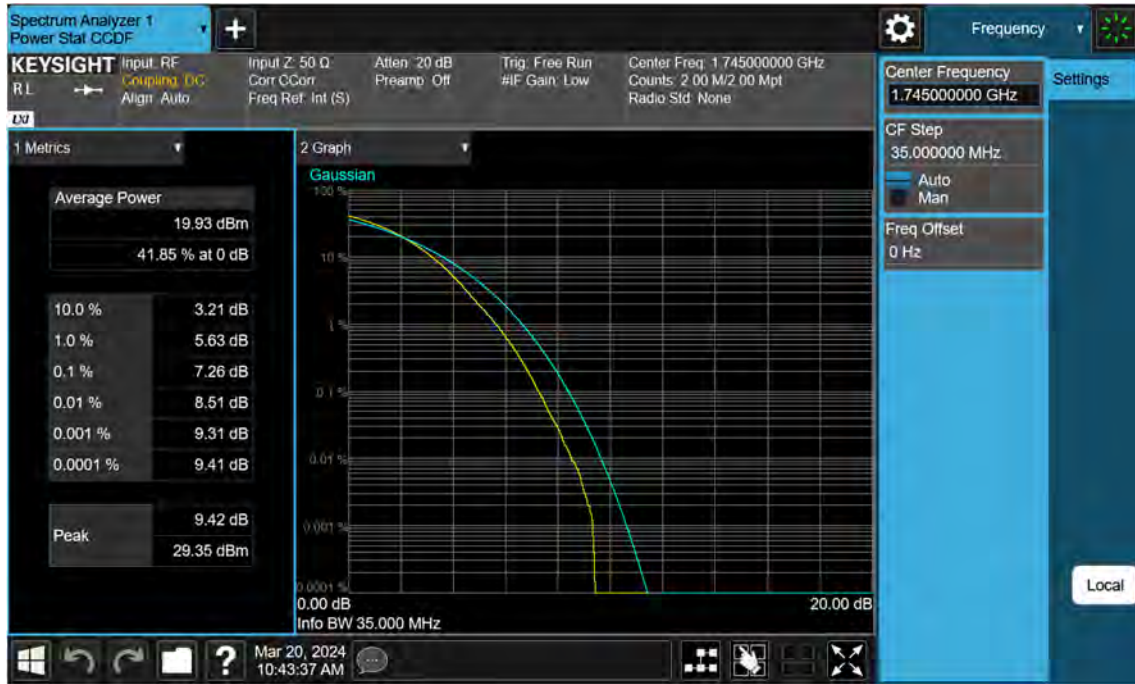 Spectrum Analyzer 1
Power Stat CCDF
+
Frequency
KEYSIGHT
RL
LXI
Input: RF
Coupling: DC
Align: Auto
Input Z: 50 Ω
Corr CCorr
Freq Ref: Int (S)
Atten: 20 dB
Preamp: Off
Trig: Free Run
#IF Gain: Low
Center Freq: 1.745000000 GHz
Counts: 2.00 M/2.00 Mpt
Radio Std: None
Center Frequency
1.745000000 GHz
Settings
CF Step
35.000000 MHz
Auto
Man
Freq Offset
0 Hz
1 Metrics
Average Power
19.93 dBm
41.85 % at 0 dB
10.0 % 3.21 dB
1.0 % 5.63 dB
0.1 % 7.26 dB
0.01 % 8.51 dB
0.001 % 9.31 dB
0.0001 % 9.41 dB
Peak
9.42 dB
29.35 dBm
2 Graph
Gaussian
100 %
10 %
1 %
0.1 %
0.01 %
0.001 %
0.0001 %
0.00 dB 20.00 dB
Info BW 35.000 MHz
Local
?
Mar 20, 2024
10:43:37 AM